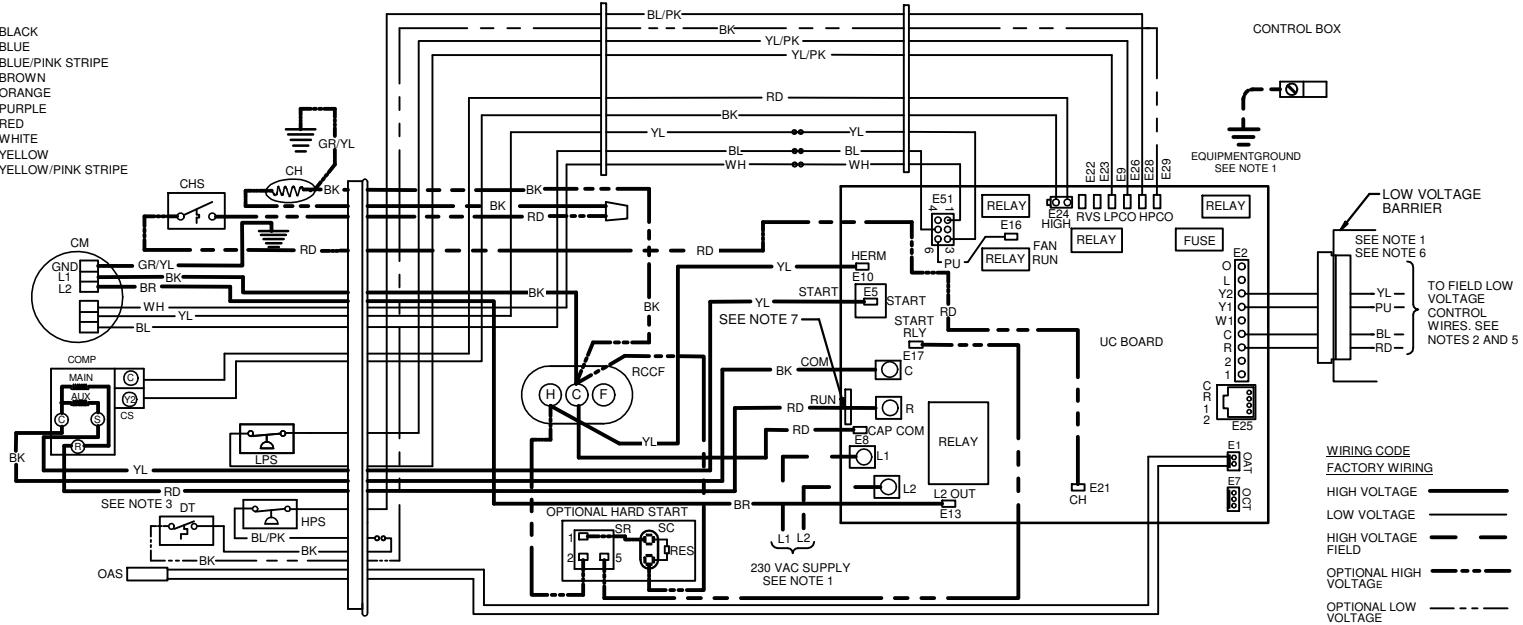 BLACK
BLUE
BLUE/PINK STRIPE
BROWN
ORANGE
PURPLE
RED
WHITE
YELLOW
YELLOW/PINK STRIPE
BL/PK
BK
YL/PK
YL/PK
RD
BK
YL YL
BL BL
WH WH
CONTROL BOX
EQUIPMENTGROUND
SEE NOTE 1
GR/YL
CH
CHS
BK
BK
BK
RD
RD
RD
CM
GND
L1
L2
GR/YL
BK
BR
WH
YL
BL
BK
BK
COMP
MAIN
AUX
C
S
R
C
Y2
CS
BK
YL
RD
SEE NOTE 3
LPS
HPS
DT
BL/PK
BK
BK
OAS
RCCF
H C F
YL
OPTIONAL HARD START
SR
SC
RES
1
2
5
BR
L1 L2
230 VAC SUPPLY
SEE NOTE 1
YL
YL
SEE NOTE 7
BK
RD
RD
E51
4 1
6 3
PU
RELAY
E16
RELAY
FAN
RUN
E24
HIGH
E22
E23
E9
E26
E28
E29
RVS LPCO HPCO
RELAY
RELAY
FUSE
HERM
E10
START
E5
START
START
RLY
E17
RD
COM
C
RUN
R
CAP COM
E8
L1
L2
L2 OUT
E13
RELAY
E21
CH
UC BOARD
E2
O
L
Y2
Y1
W1
C
R
2
1
C
R
1
2
E25
E1
OAT
E7
OCT
LOW VOLTAGE
BARRIER
SEE NOTE 1
SEE NOTE 6
YL
PU
BL
RD
TO FIELD LOW
VOLTAGE
CONTROL
WIRES. SEE
NOTES 2 AND 5
WIRING CODE
FACTORY WIRING
HIGH VOLTAGE
LOW VOLTAGE
HIGH VOLTAGE
FIELD
OPTIONAL HIGH
VOLTAGE
OPTIONAL LOW
VOLTAGE